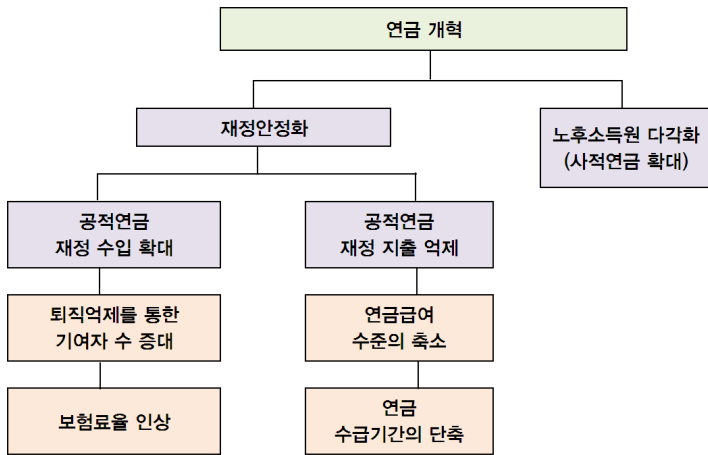 연금 개혁
재정안정화
노후소득원 다각화
(사적연금 확대)
공적연금
재정 수입 확대
공적연금
재정 지출 억제
퇴직억제를 통한
기여자 수 증대
연금급여
수준의 축소
보험료율 인상
연금
수급기간의 단축